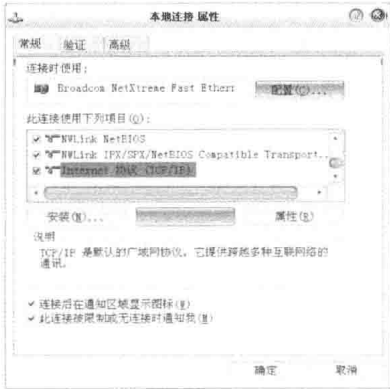 本地连接 属性
常规 验证 高级
连接时使用:
Broadcom NetXtreme Fast Ether:
配置(C)...
此连接使用下列项目(O):
NWLink NetBIOS
NWLink IPX/SPX/NetBIOS Compatible Transport..
Internet 协议 (TCP/IP)
安装(N)... 属性(R)
说明
TCP/IP 是默认的广域网协议。它提供跨越多种互联网络的
通讯。
连接后在通知区域显示图标(W)
此连接被限制或无连接时通知我(M)
确定 取消